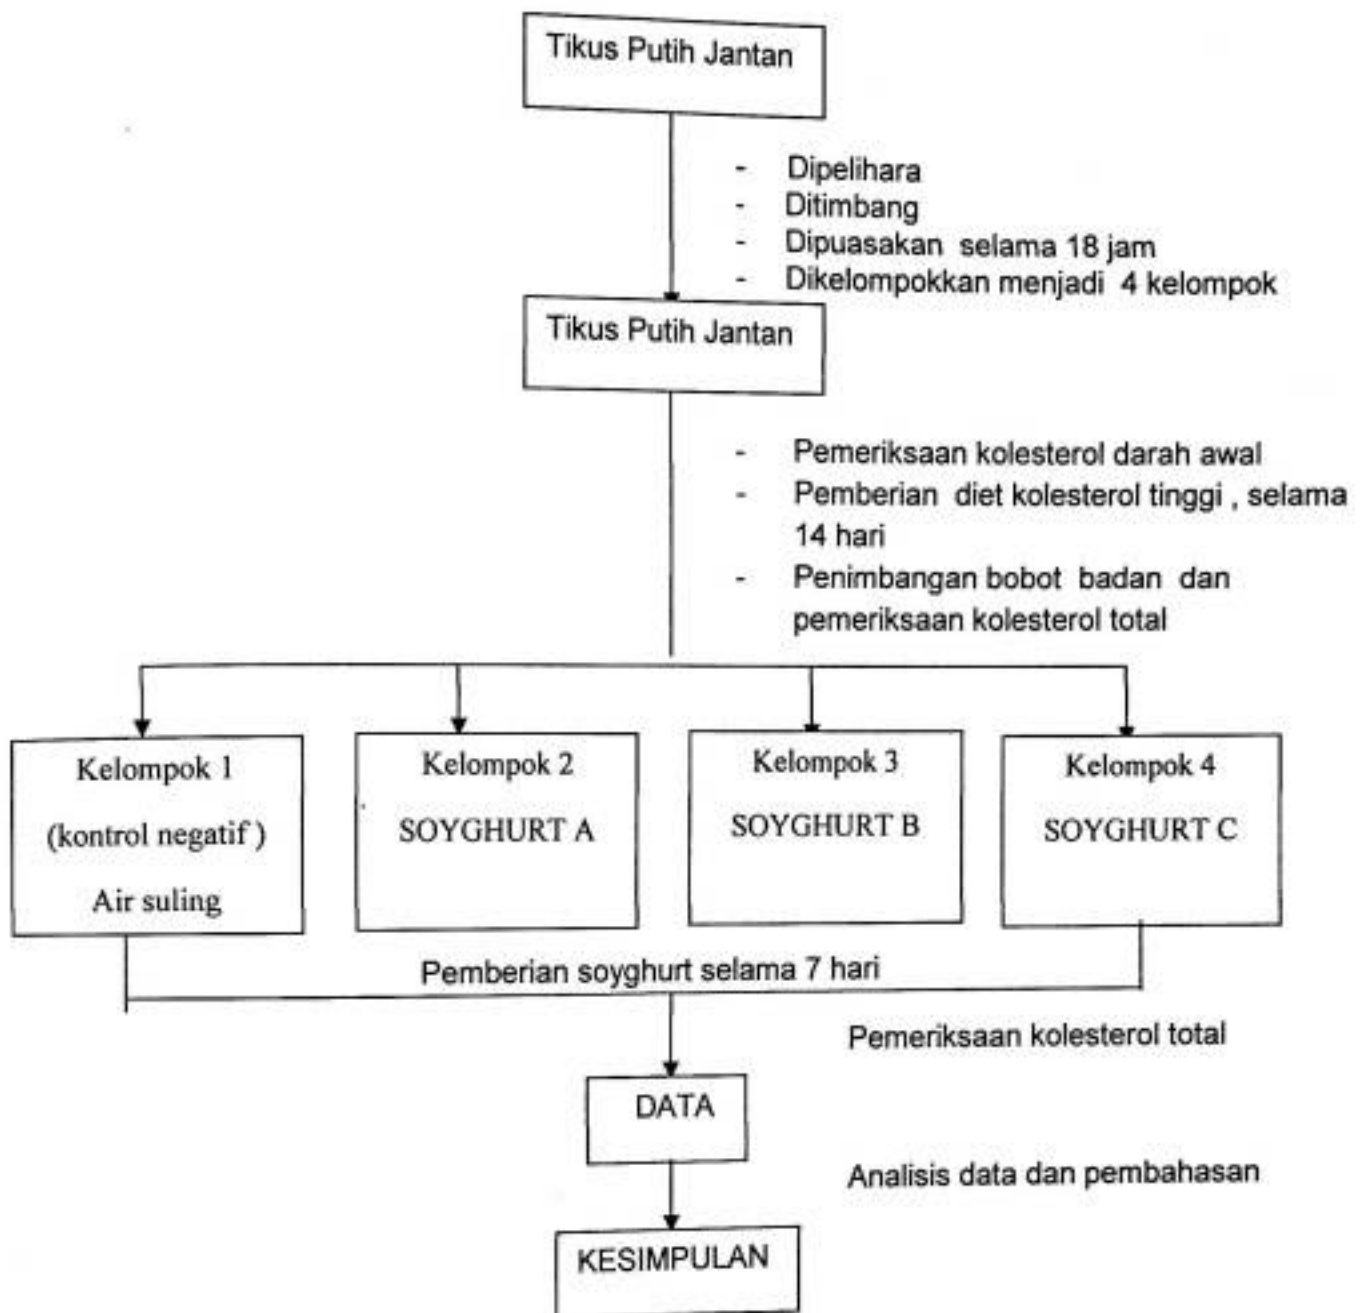 Tikus Putih Jantan
- Dipelihara
- Ditimbang
- Dipuasakan selama 18 jam
- Dikelompokkan menjadi 4 kelompok
Tikus Putih Jantan
- Pemeriksaan kolesterol darah awal
- Pemberian diet kolesterol tinggi , selama
14 hari
- Penimbangan bobot badan dan
pemeriksaan kolesterol total
Kelompok 1
(kontrol negatif )
Air suling
Kelompok 2
SOYGHURT A
Kelompok 3
SOYGHURT B
Kelompok 4
SOYGHURT C
Pemberian soyghurt selama 7 hari
Pemeriksaan kolesterol total
DATA
Analisis data dan pembahasan
KESIMPULAN